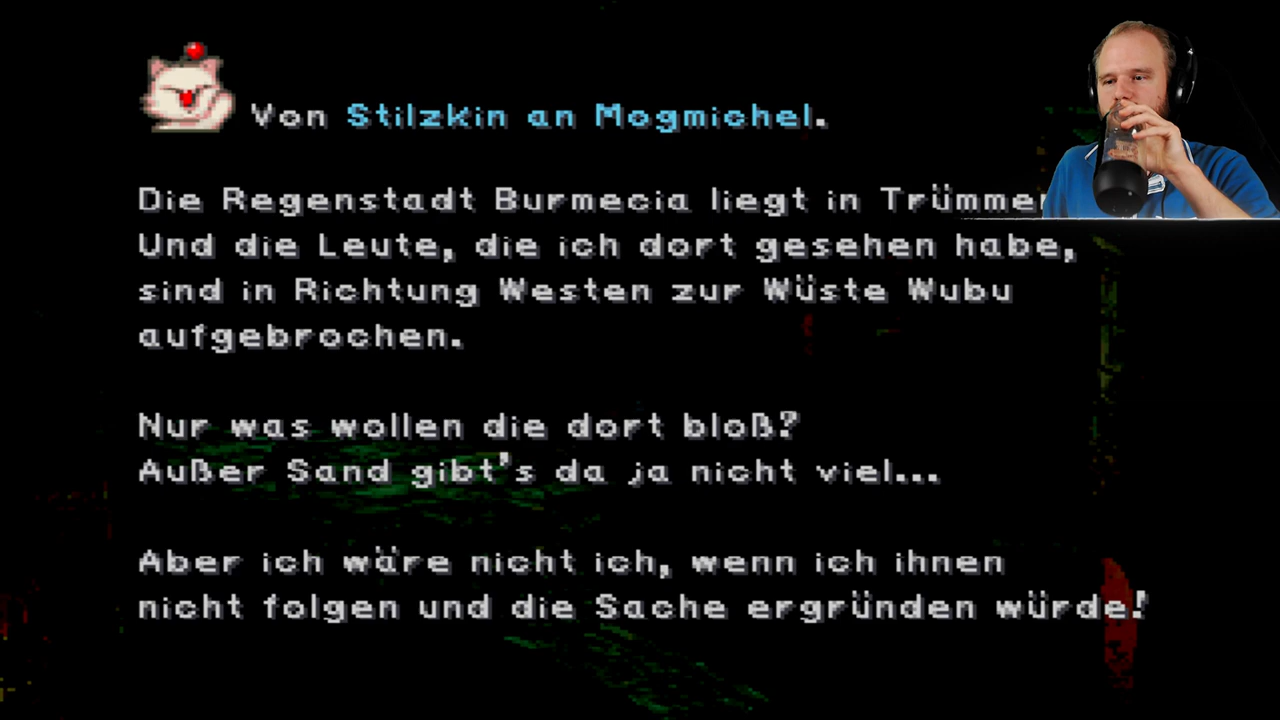 Von Stilzkin an Mogmichel.
Die Regenstadt Burmecia liegt in Trümmer
Und die Leute, die ich dort gesehen habe,
sind in Richtung Westen zur Wüste Wubu
aufgebrochen.
Nur was wollen die dort bloß?
Außer Sand gibt's da ja nicht viel...
Aber ich wäre nicht ich, wenn ich ihnen
nicht folgen und die Sache ergründen würde!